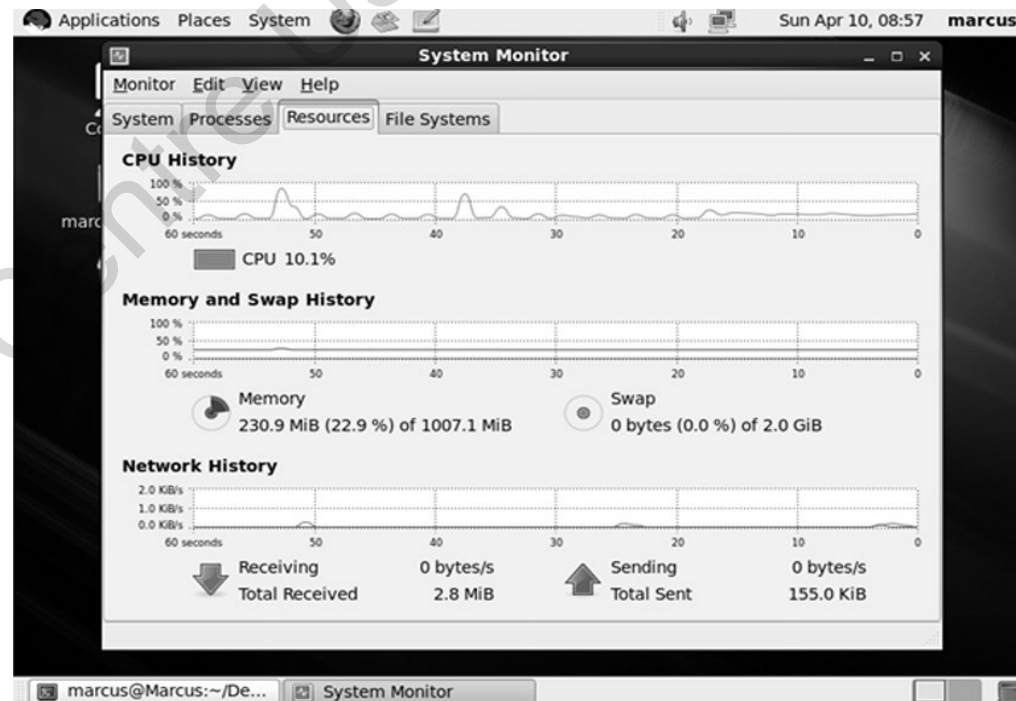 Applications Places System Sun Apr 10, 08:57 marcus
System Monitor
Monitor Edit View Help
System Processes Resources File Systems
CPU History
100 %
50 %
0 %
60 seconds 50 40 30 20 10 0
CPU 10.1%
Memory and Swap History
100 %
50 %
0 %
60 seconds 50 40 30 20 10 0
Memory Swap
230.9 MiB (22.9 %) of 1007.1 MiB 0 bytes (0.0 %) of 2.0 GiB
Network History
2.0 KiB/s
1.0 KiB/s
0.0 KiB/s
60 seconds 50 40 30 20 10 0
Receiving 0 bytes/s Sending 0 bytes/s
Total Received 2.8 MiB Total Sent 155.0 KiB
marcus@Marcus:~/De... System Monitor